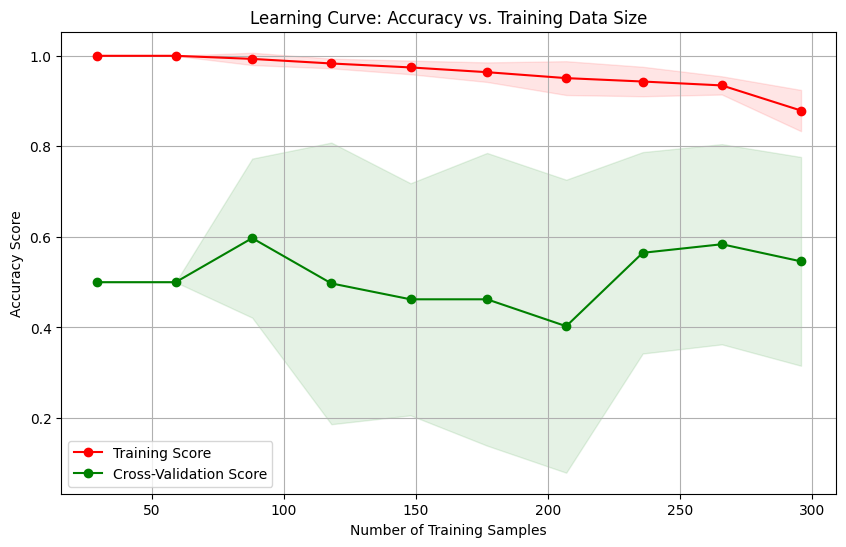 Learning Curve: Accuracy vs. Training Data Size
1.0
0.8
0.6
0.4
0.2
Accuracy Score
Training Score
Cross-Validation Score
50
100
150
200
250
300
Number of Training Samples